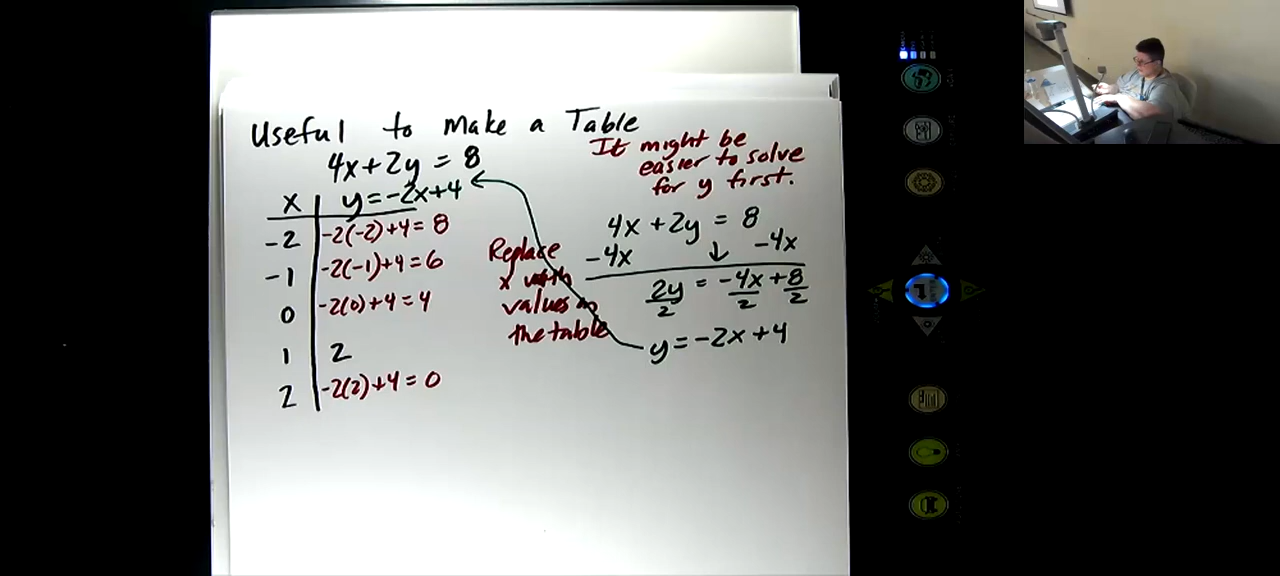 Useful to make a Table
4x+2y = 8
x | y=-2x+4
-2 | -2(-2)+4=8
-1 | -2(-1)+4=6
0 | -2(0)+4=4
1 | 2
2 | -2(2)+4=0
Replace
x with
values in
the table
It might be
easier to solve
for y first.
4x+2y = 8
-4x ↓ -4x
2y/2 = -4x/2 + 8/2
y=-2x+4